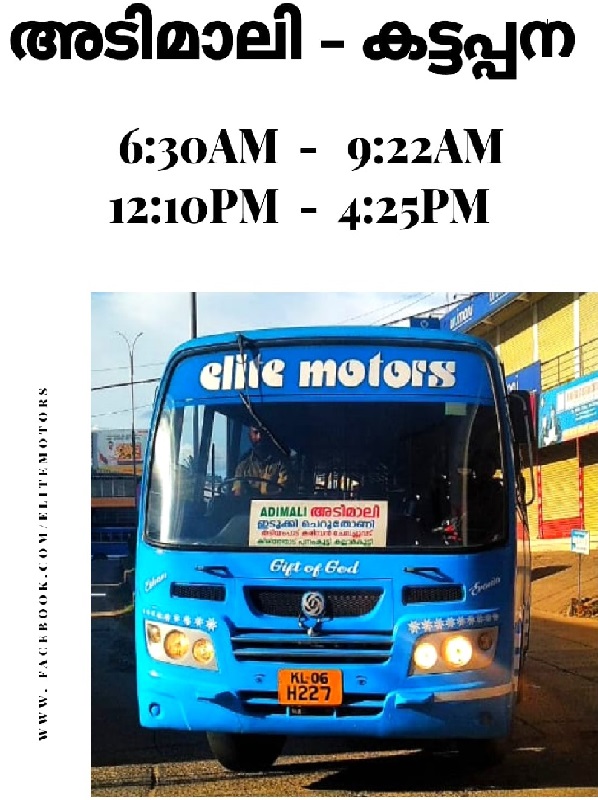 അടിമാലി - കട്ടപ്പന
6:30AM - 9:22AM
12:10PM - 4:25PM
WWW. FACEBOOK.COM/ELITEMOTORS
elite motors
ADIMALI അടിമാലി
ഇടുക്കി ചെറുതോണി
Gift of God
KL-06
H227